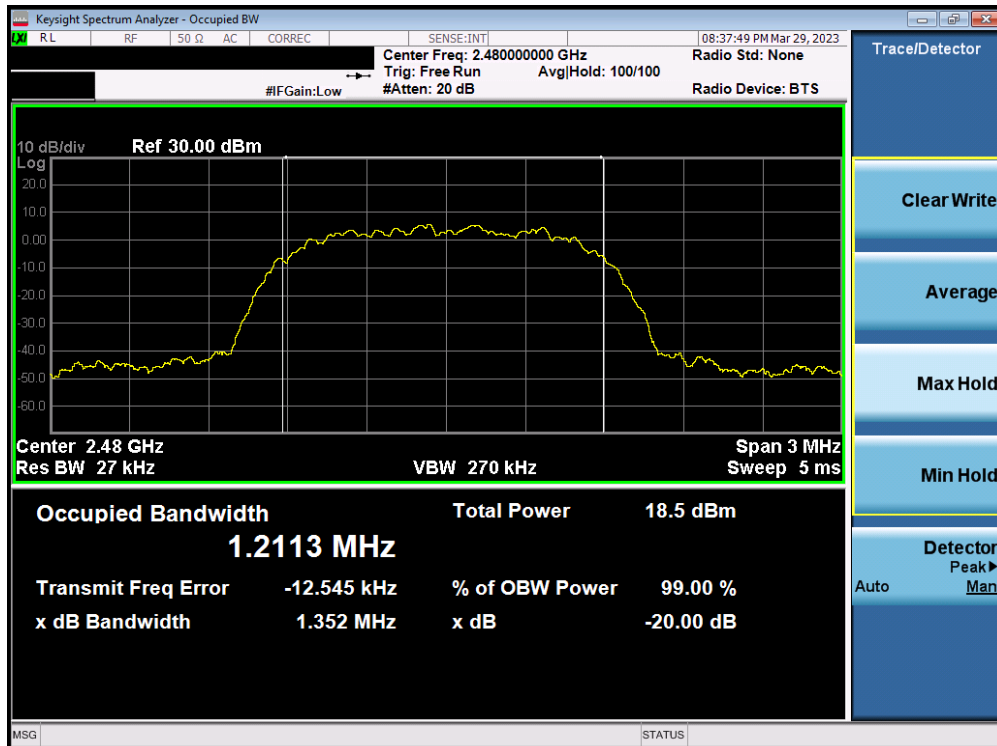 Keysight Spectrum Analyzer - Occupied BW
LXI RL RF 50 Ω AC CORREC SENSE:INT 08:37:49 PM Mar 29, 2023
Center Freq: 2.480000000 GHz Radio Std: None
Trig: Free Run Avg|Hold: 100/100
#IFGain:Low #Atten: 20 dB Radio Device: BTS
10 dB/div Ref 30.00 dBm
Log
20.0
10.0
0.00
-10.0
-20.0
-30.0
-40.0
-50.0
-60.0
Center 2.48 GHz Span 3 MHz
Res BW 27 kHz VBW 270 kHz Sweep 5 ms
Occupied Bandwidth Total Power 18.5 dBm
1.2113 MHz
Transmit Freq Error -12.545 kHz % of OBW Power 99.00 %
x dB Bandwidth 1.352 MHz x dB -20.00 dB
MSG STATUS
Trace/Detector
Clear Write
Average
Max Hold
Min Hold
Detector
Peak▶
Auto Man